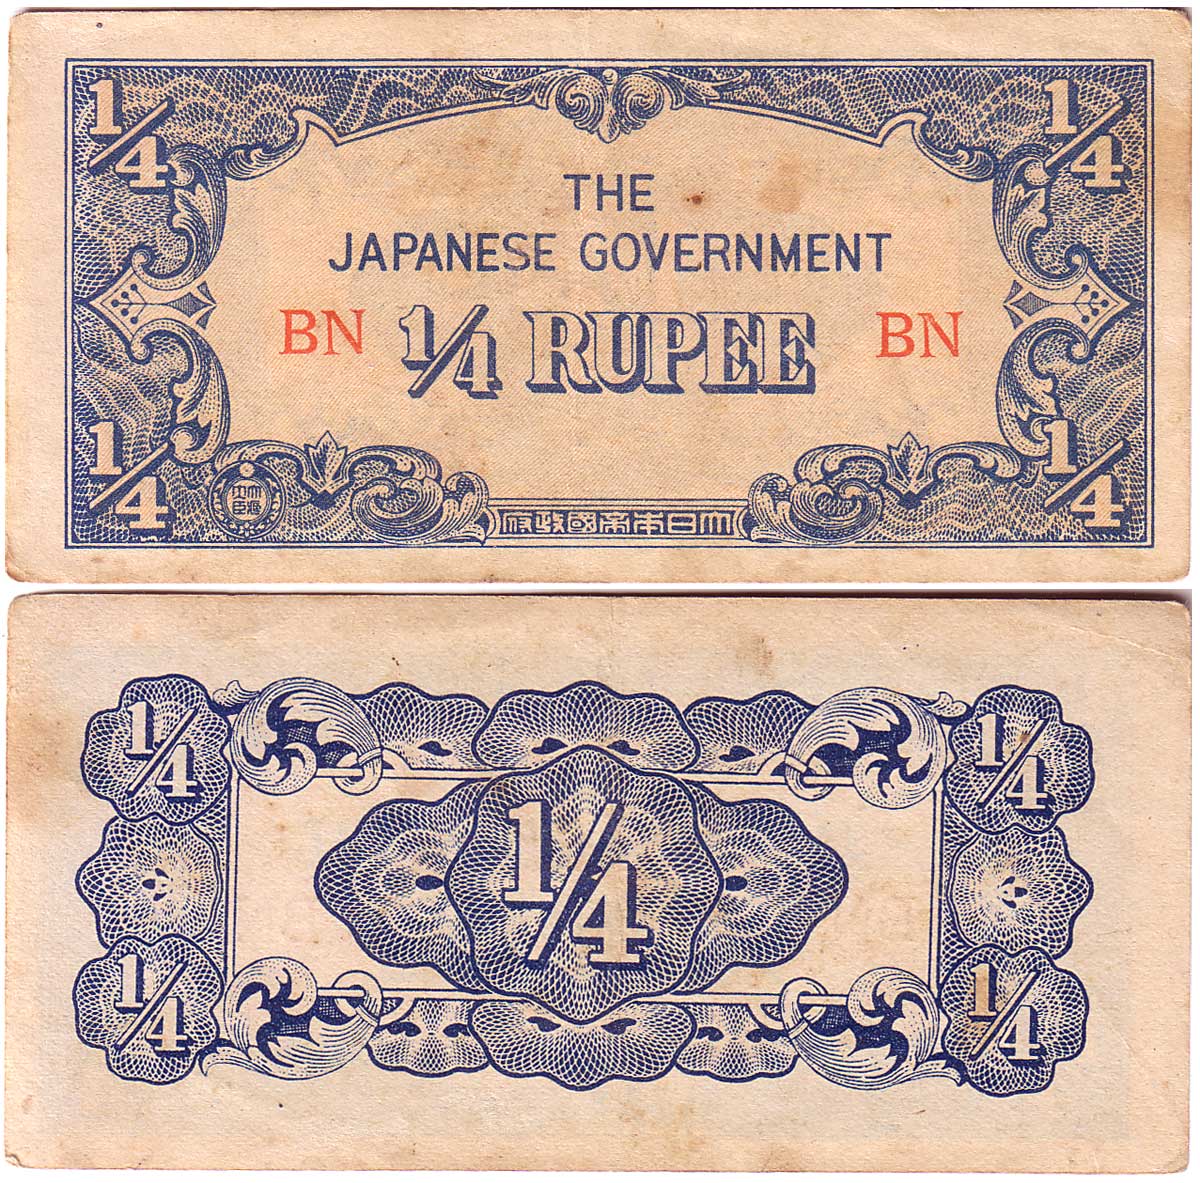 1/4 1/4
THE
JAPANESE GOVERNMENT
BN 1/4 RUPEE BN
1/4 1/4
大日本帝國政府
1/4 1/4
1/4
1/4 1/4